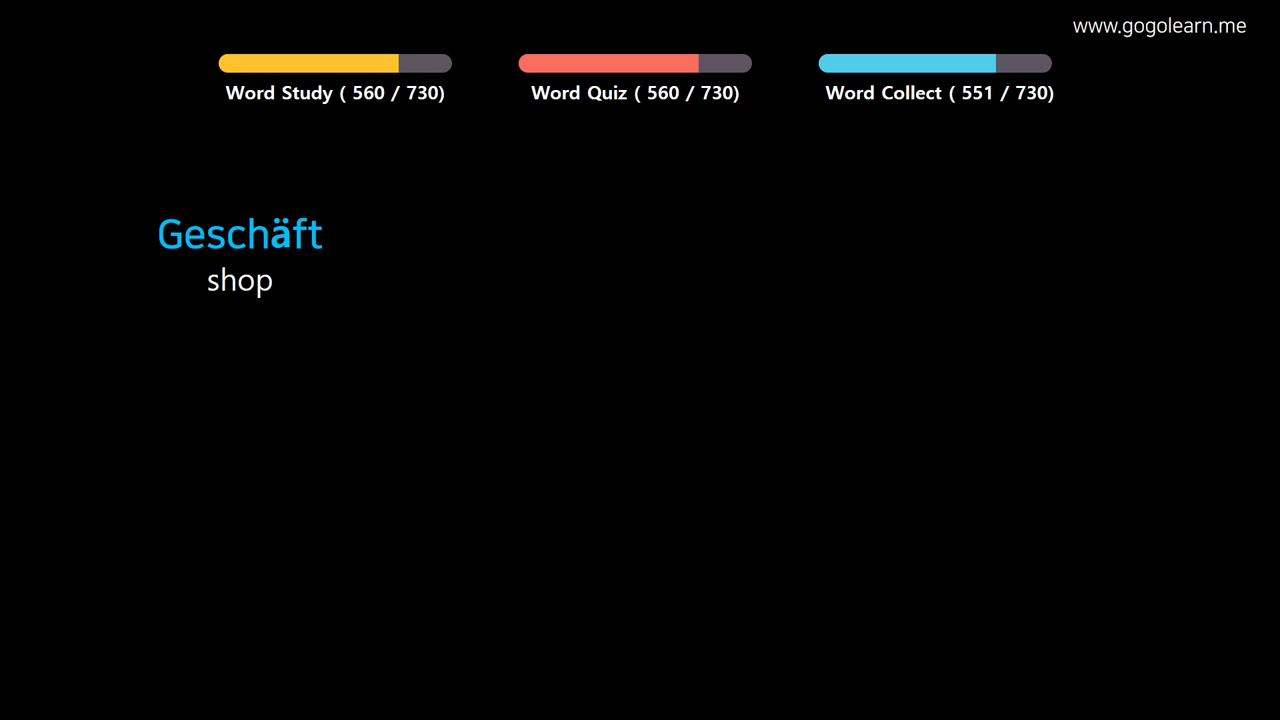 www.gogolearn.me
Word Study ( 560 / 730)
Word Quiz ( 560 / 730)
Word Collect ( 551 / 730)
Geschäft
shop